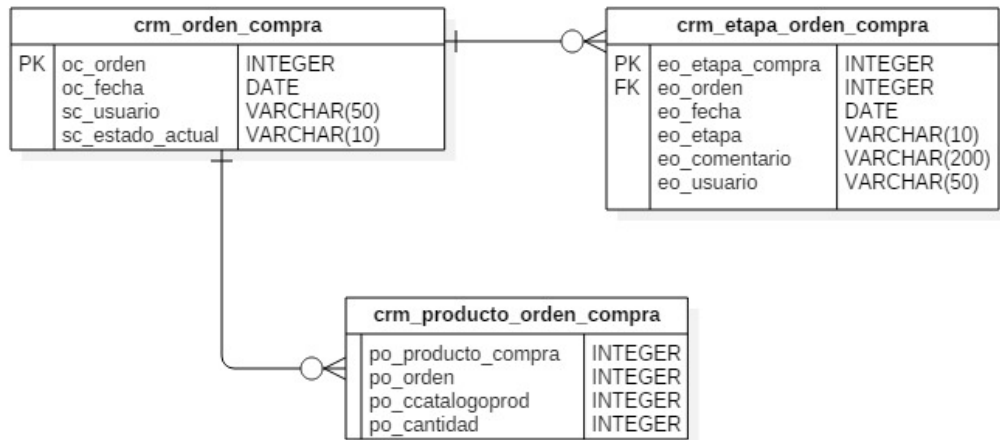 crm_orden_compra
PK oc_orden INTEGER
oc_fecha DATE
sc_usuario VARCHAR(50)
sc_estado_actual VARCHAR(10)
crm_etapa_orden_compra
PK eo_etapa_compra INTEGER
FK eo_orden INTEGER
eo_fecha DATE
eo_etapa VARCHAR(10)
eo_comentario VARCHAR(200)
eo_usuario VARCHAR(50)
crm_producto_orden_compra
po_producto_compra INTEGER
po_orden INTEGER
po_ccatalogoprod INTEGER
po_cantidad INTEGER